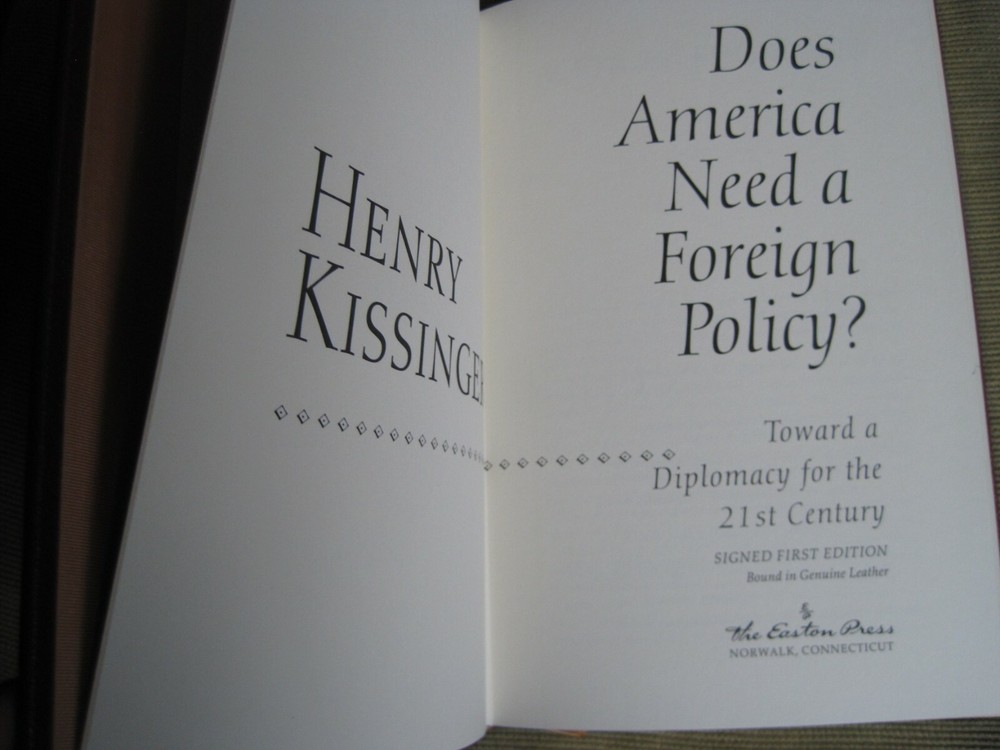 HENRY
KISSINGER
Does
America
Need a
Foreign
Policy?
Toward a
Diplomacy for the
21st Century
SIGNED FIRST EDITION
Bound in Genuine Leather
The Easton Press
NORWALK, CONNECTICUT